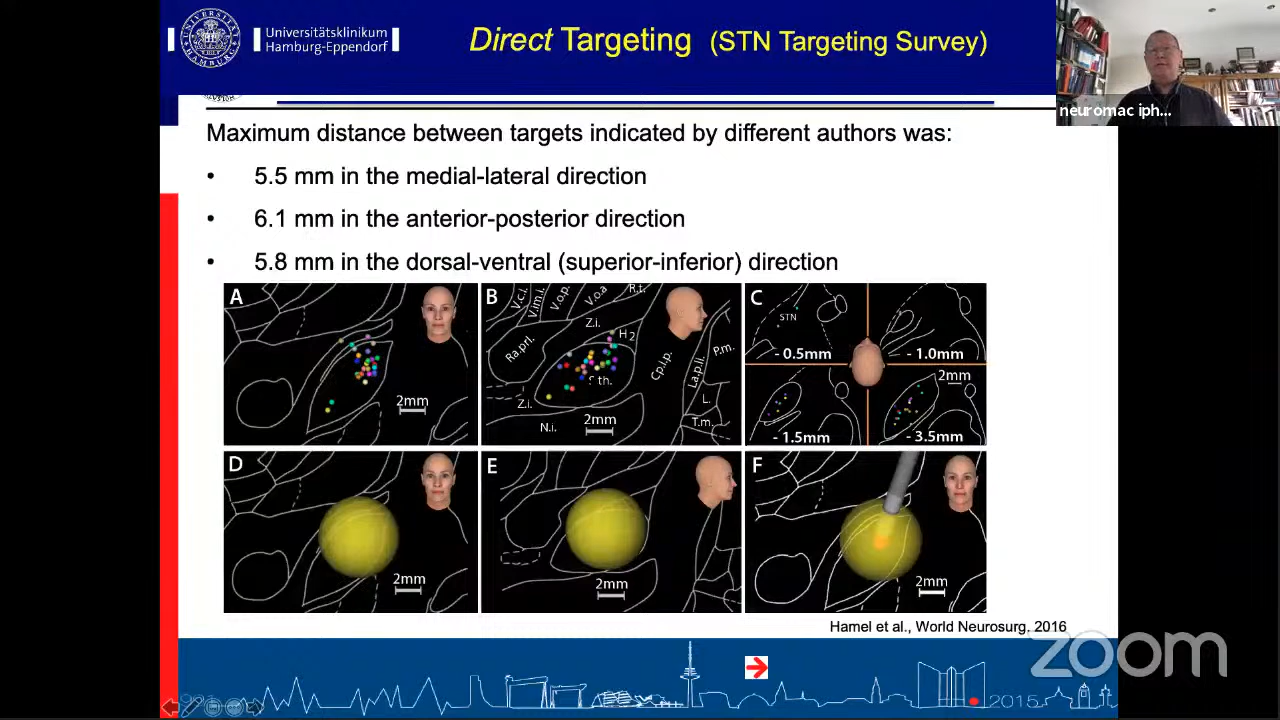 Universitätsklinikum
Hamburg-Eppendorf
Direct Targeting (STN Targeting Survey)
neuromac iph...
Maximum distance between targets indicated by different authors was:
• 5.5 mm in the medial-lateral direction
• 6.1 mm in the anterior-posterior direction
• 5.8 mm in the dorsal-ventral (superior-inferior) direction
A
2mm
B
V.c.i.
V.im.i.
V.o.p.
V.o.a
R.t.
Z.i.
H2
Ra.prl.
Cp.i.p.
La.p.ll.
P.m.
S th.
Z.i.
N.i.
2mm
L.
T.m.
C
STN
- 0.5mm
- 1.0mm
2mm
- 1.5mm
- 3.5mm
D
2mm
E
2mm
F
2mm
Hamel et al., World Neurosurg. 2016
zoom
2015